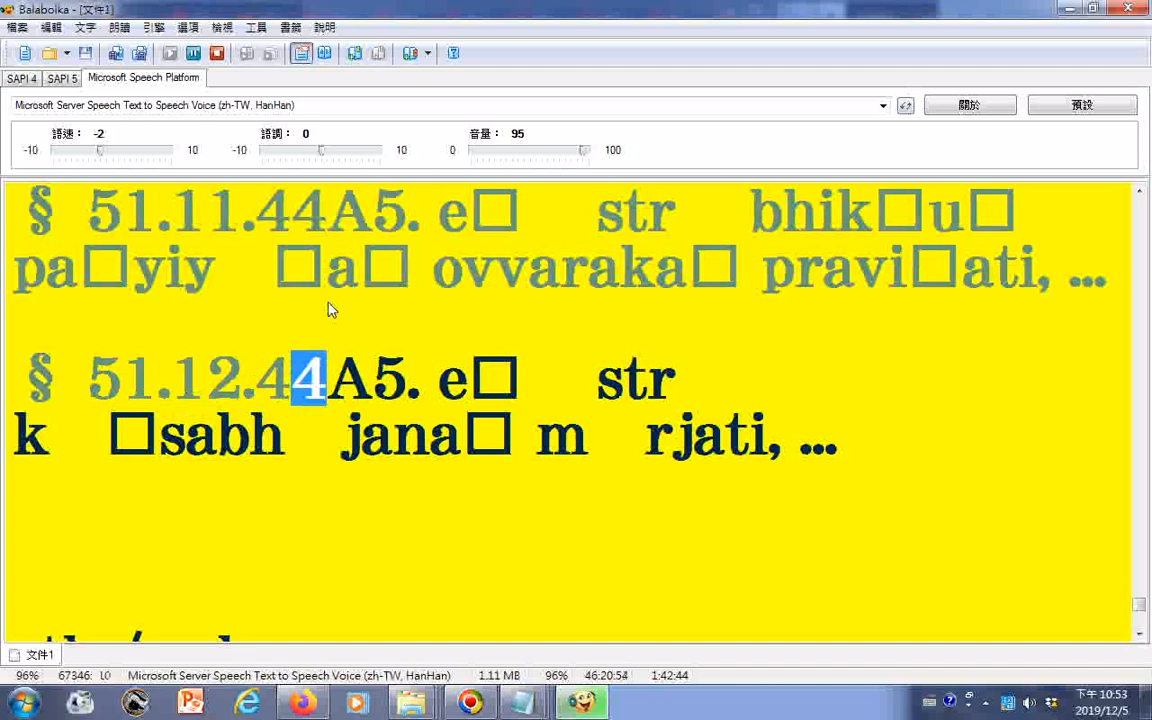 Balabolka - [文件1]
檔案 編輯 文字 朗讀 引擎 選項 檢視 工具 書籤 說明
SAPI 4 SAPI 5 Microsoft Speech Platform
Microsoft Server Speech Text to Speech Voice (zh-TW, HanHan) 關於 預設
語速： -2 語調： 0 音量： 95
-10 10 -10 10 0 100
§ 51.11.44A5. e□ str bhik□u□
pa□yiy □a□ ovvaraka□ pravi□ati, ...
§ 51.12.44A5. e□ str
k □sabh jana□ m rjati, ...
文件1
96% 67346: 10 Microsoft Server Speech Text to Speech Voice (zh-TW, HanHan) 1.11 MB 96% 46:20:54 1:42:44
下午 10:53
2019/12/5